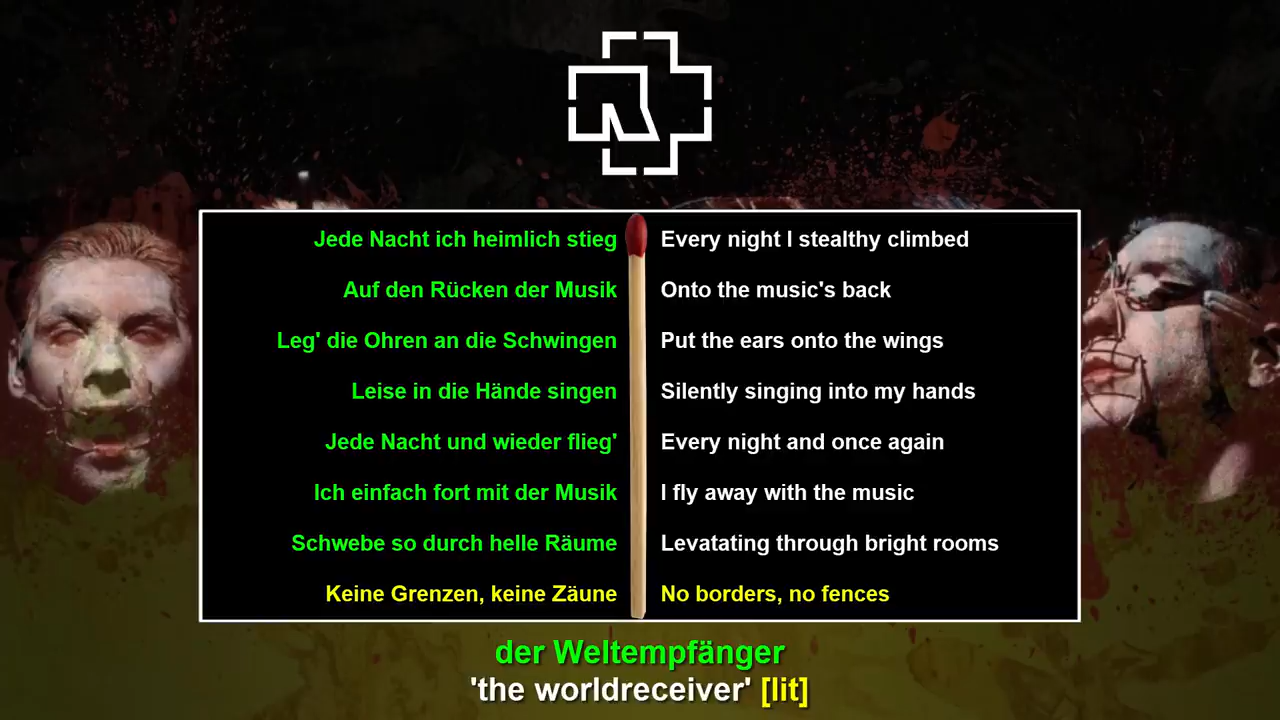 Jede Nacht ich heimlich stieg Every night I stealthy climbed
Auf den Rücken der Musik Onto the music's back
Leg' die Ohren an die Schwingen Put the ears onto the wings
Leise in die Hände singen Silently singing into my hands
Jede Nacht und wieder flieg' Every night and once again
Ich einfach fort mit der Musik I fly away with the music
Schwebe so durch helle Räume Levatating through bright rooms
Keine Grenzen, keine Zäune No borders, no fences
der Weltempfänger
'the worldreceiver' [lit]